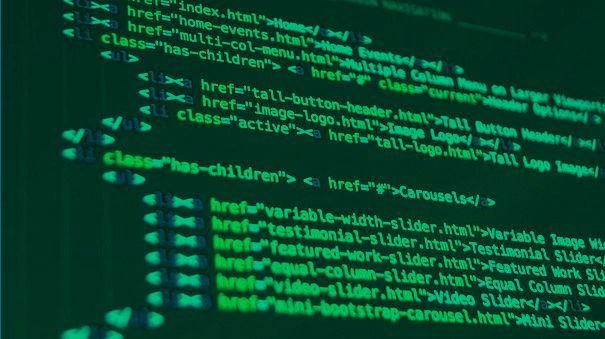 <li><a href="index.html">Home</a></li>
<li><a href="home-events.html">Home Events</a></li>
<li><a href="multi-col-menu.html">Multiple Column Menu on Larger Viewports
<li class="has-children"> <a href="#" class="current">Header Options</a>
<ul>
<li><a href="tall-button-header.html">Tall Button Header</a></li>
<li><a href="image-logo.html">Image Logo</a></li>
<li class="active"><a href="tall-logo.html">Tall Logo Image</a>
</ul>
</li>
<li class="has-children"> <a href="#">Carousels</a>
<ul>
<li><a href="variable-width-slider.html">Variable Image Wi
<li><a href="testimonial-slider.html">Testimonial Slider</
<li><a href="featured-work-slider.html">Featured Work Sli
<li><a href="equal-column-slider.html">Equal Column Slid
<li><a href="video-slider.html">Video Slider</a></li>
<li><a href="mini-bootstrap-carousel.html">Mini Slider<
</ul>